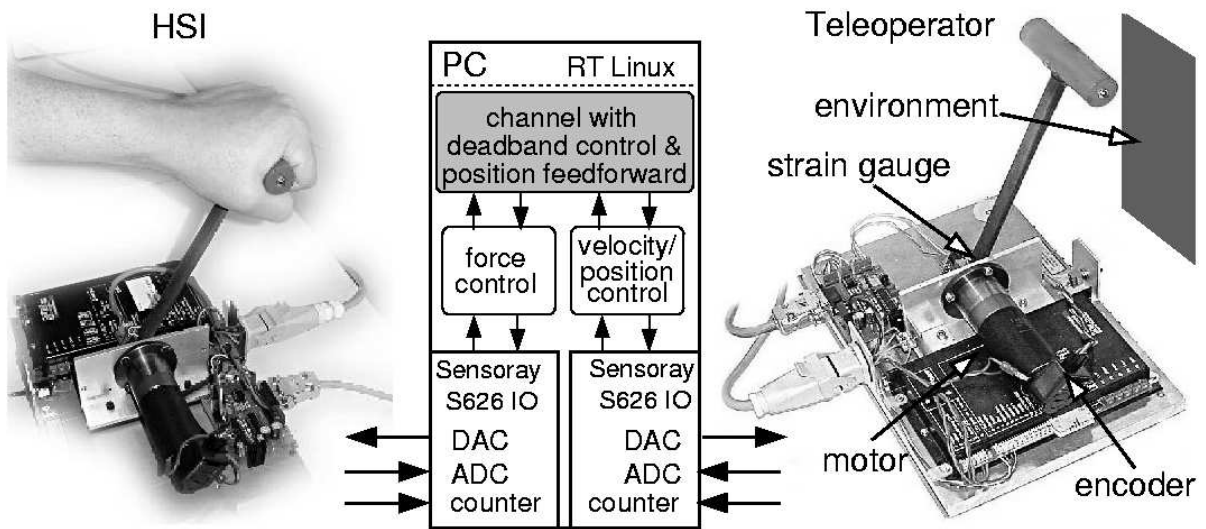 HSI
PC RT Linux
channel with
deadband control &
position feedforward
force
control
velocity/
position
control
Sensoray
S626 IO
DAC
ADC
counter
Sensoray
S626 IO
DAC
ADC
counter
Teleoperator
environment
strain gauge
motor
encoder